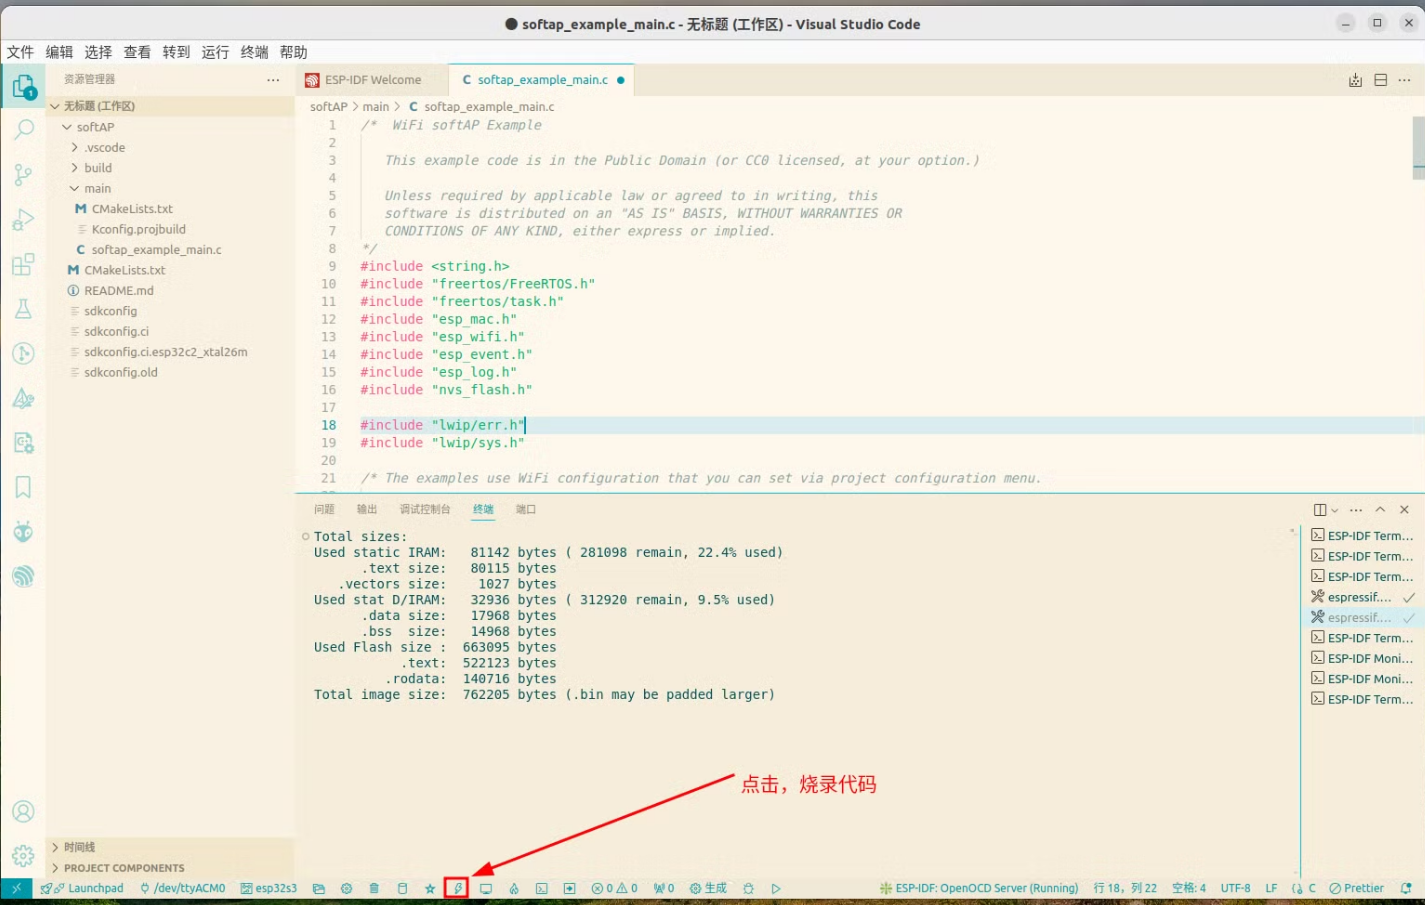 softap_example_main.c - 无标题 (工作区) - Visual Studio Code
文件 编辑 选择 查看 转到 运行 终端 帮助
资源管理器
ESP-IDF Welcome
C softap_example_main.c
softAP > main > C softap_example_main.c
1
无标题 (工作区)
softAP
.vscode
build
main
M CMakeLists.txt
Kconfig.projbuild
C softap_example_main.c
M CMakeLists.txt
README.md
sdkconfig
sdkconfig.ci
sdkconfig.ci.esp32c2_xtal26m
sdkconfig.old
时间线
PROJECT COMPONENTS
1 /* WiFi softAP Example
2
3 This example code is in the Public Domain (or CC0 licensed, at your option.)
4
5 Unless required by applicable law or agreed to in writing, this
6 software is distributed on an "AS IS" BASIS, WITHOUT WARRANTIES OR
7 CONDITIONS OF ANY KIND, either express or implied.
8 */
9 #include <string.h>
10 #include "freertos/FreeRTOS.h"
11 #include "freertos/task.h"
12 #include "esp_mac.h"
13 #include "esp_wifi.h"
14 #include "esp_event.h"
15 #include "esp_log.h"
16 #include "nvs_flash.h"
17
18 #include "lwip/err.h"
19 #include "lwip/sys.h"
20
21 /* The examples use WiFi configuration that you can set via project configuration menu.
问题 输出 调试控制台 终端 端口
Total sizes:
Used static IRAM: 81142 bytes ( 281098 remain, 22.4% used)
.text size: 80115 bytes
.vectors size: 1027 bytes
Used stat D/IRAM: 32936 bytes ( 312920 remain, 9.5% used)
.data size: 17968 bytes
.bss size: 14968 bytes
Used Flash size : 663095 bytes
.text: 522123 bytes
.rodata: 140716 bytes
Total image size: 762205 bytes (.bin may be padded larger)
ESP-IDF Term...
ESP-IDF Term...
ESP-IDF Term...
espressif....
espressif....
ESP-IDF Term...
ESP-IDF Moni...
ESP-IDF Moni...
ESP-IDF Term...
点击，烧录代码
Launchpad /dev/ttyACM0 esp32s3 0 0 0 生成 ESP-IDF: OpenOCD Server (Running) 行 18，列 22 空格: 4 UTF-8 LF C Prettier